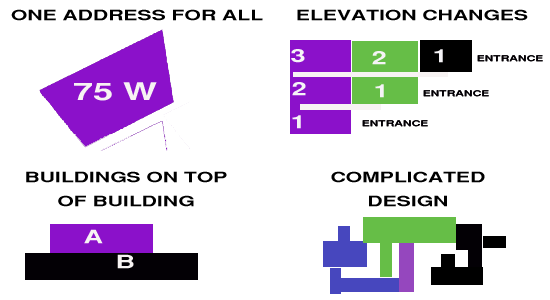 ONE ADDRESS FOR ALL
75 W
ELEVATION CHANGES
3 2 1 ENTRANCE
2 1 ENTRANCE
1 ENTRANCE
BUILDINGS ON TOP
OF BUILDING
A
B
COMPLICATED
DESIGN